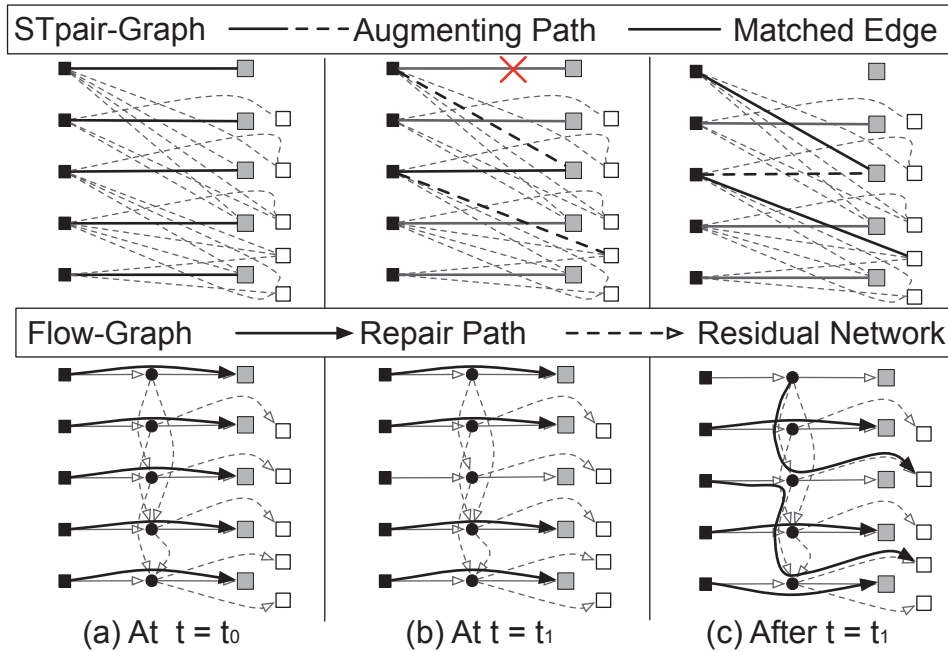 STpair-Graph Augmenting Path Matched Edge
Flow-Graph Repair Path Residual Network
(a) At t = t₀ (b) At t = t₁ (c) After t = t₁